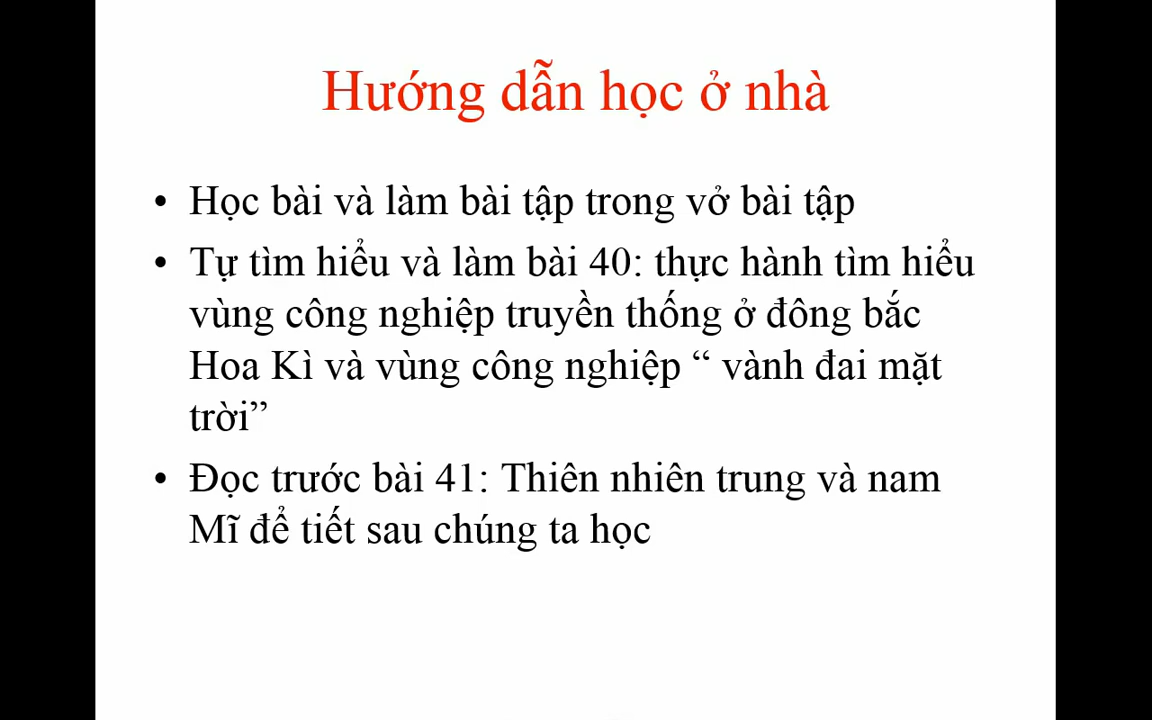 Hướng dẫn học ở nhà
• Học bài và làm bài tập trong vở bài tập
• Tự tìm hiểu và làm bài 40: thực hành tìm hiểu
vùng công nghiệp truyền thống ở đông bắc
Hoa Kì và vùng công nghiệp “ vành đai mặt
trời”
• Đọc trước bài 41: Thiên nhiên trung và nam
Mĩ để tiết sau chúng ta học